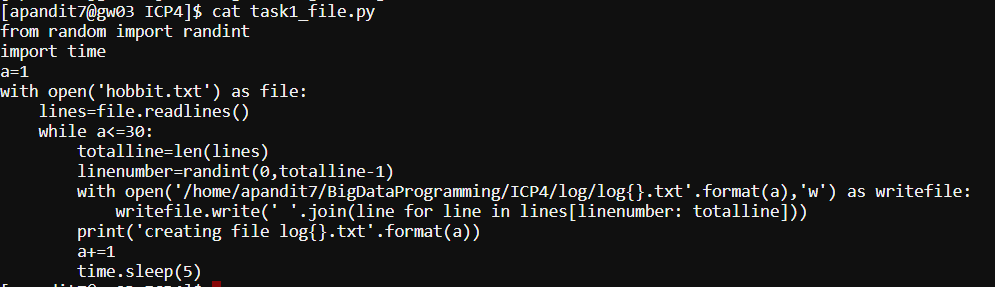 [apandit7@gw03 ICP4]$ cat task1_file.py
from random import randint
import time
a=1
with open('hobbit.txt') as file:
    lines=file.readlines()
    while a<=30:
        totalline=len(lines)
        linenumber=randint(0,totalline-1)
        with open('/home/apandit7/BigDataProgramming/ICP4/log/log{}.txt'.format(a),'w') as writefile:
            writefile.write(' '.join(line for line in lines[linenumber: totalline]))
        print('creating file log{}.txt'.format(a))
        a+=1
        time.sleep(5)
[apandit7@gw03 ICP4]$